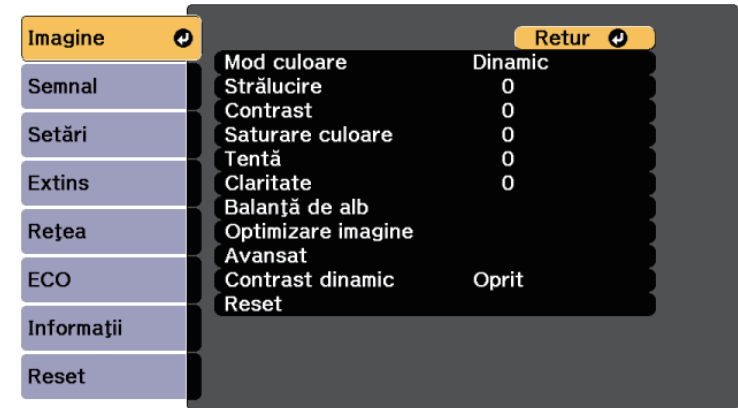 Imagine
Semnal
Setări
Extins
Reţea
ECO
Informaţii
Reset
Retur
Mod culoare Dinamic
Strălucire 0
Contrast 0
Saturare culoare 0
Tentă 0
Claritate 0
Balanţă de alb
Optimizare imagine
Avansat
Contrast dinamic Oprit
Reset